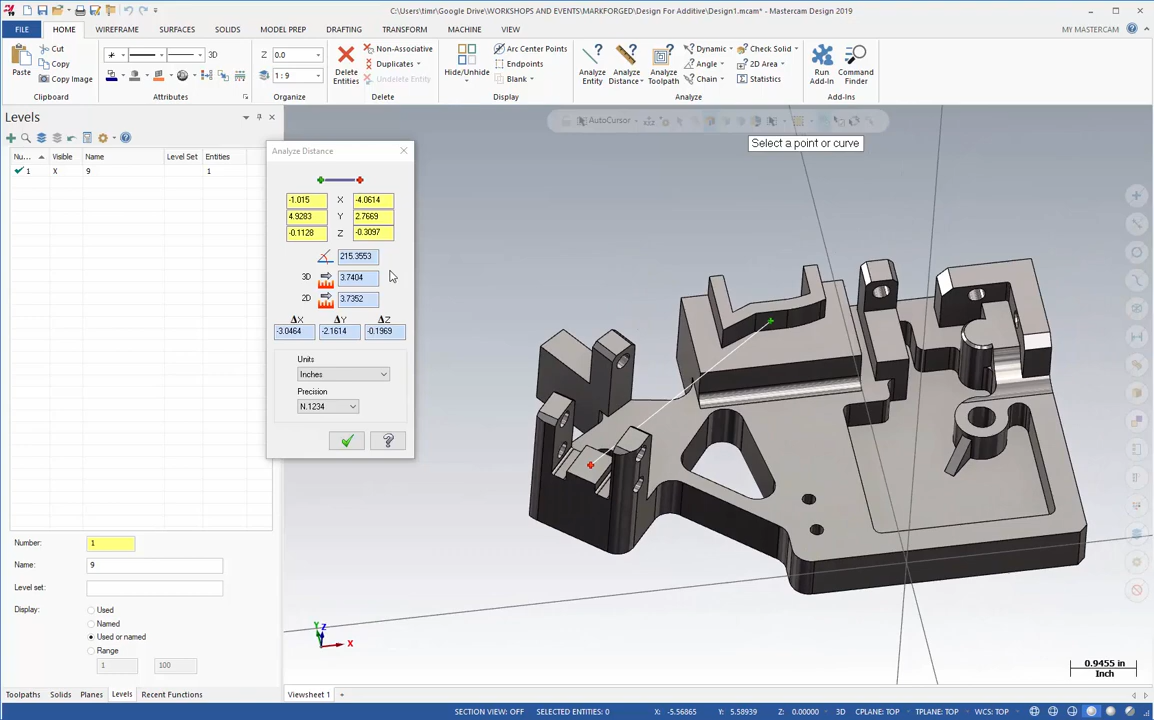 C:\Users\timr\Google Drive\WORKSHOPS AND EVENTS\MARKFORGED\Design For Additive\Design1.mcam* - Mastercam Design 2019
FILE HOME WIREFRAME SURFACES SOLIDS MODEL PREP DRAFTING TRANSFORM MACHINE VIEW MY MASTERCAM
Paste
Cut
Copy
Copy Image
Clipboard
3D
Attributes
Z 0.0
1 : 9
Organize
Delete Entities
Non-Associative
Duplicates
Undelete Entity
Delete
Hide/Unhide
Arc Center Points
Endpoints
Blank
Display
Analyze Entity
Analyze Distance
Analyze Toolpath
Dynamic
Angle
Chain
Check Solid
2D Area
Statistics
Analyze
Run Add-In
Command Finder
Add-Ins
Levels
Nu... Visible Name Level Set Entities
1 X 9 1
AutoCursor
Select a point or curve
Analyze Distance
-1.015 X -4.0614
4.9283 Y 2.7669
-0.1128 Z -0.3097
215.3553
3D 3.7404
2D 3.7352
ΔX ΔY ΔZ
-3.0464 -2.1614 -0.1969
Units
Inches
Precision
N.1234
Number: 1
Name: 9
Level set:
Display: Used
Named
Used or named
Range
1 100
Y Z
X
0.9455 in
Inch
Toolpaths Solids Planes Levels Recent Functions
Viewsheet 1 +
SECTION VIEW: OFF SELECTED ENTITIES: 0 X: -5.56865 Y: 5.58939 Z: 0.00000 3D CPLANE: TOP TPLANE: TOP WCS: TOP